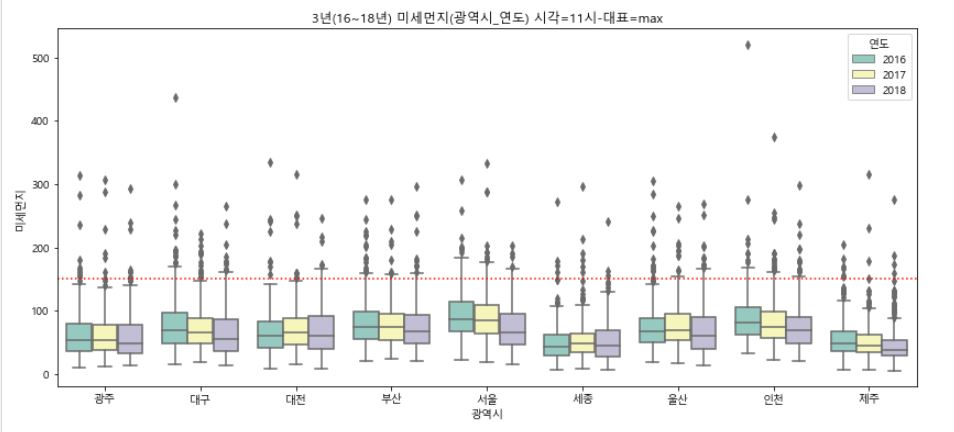 3년(16~18년) 미세먼지(광역시_연도) 시각=11시-대표=max
연도
2016
2017
2018
미세먼지
500
400
300
200
100
0
광주 대구 대전 부산 서울 세종 울산 인천 제주
광역시